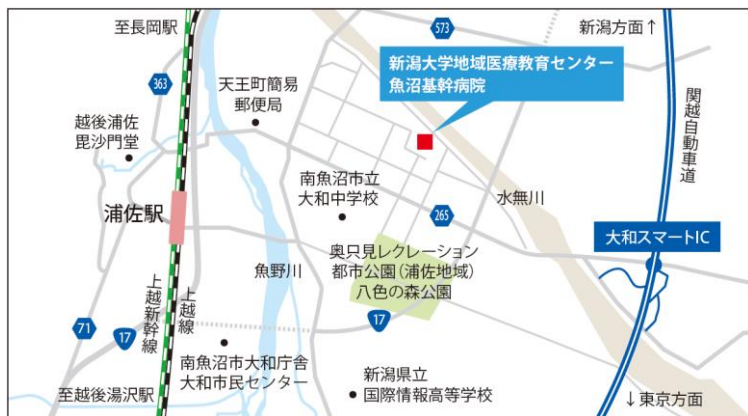 至長岡駅
573
新潟方面↑
363
天王町簡易
郵便局
新潟大学地域医療教育センター
魚沼基幹病院
関越自動車道
越後浦佐
毘沙門堂
南魚沼市立
大和中学校
265
水無川
浦佐駅
大和スマートIC
魚野川
奥只見レクレーション
都市公園(浦佐地域)
八色の森公園
71
17
上越新幹線
上越線
17
南魚沼市大和庁舎
大和市民センター
新潟県立
国際情報高等学校
至越後湯沢駅
↓東京方面